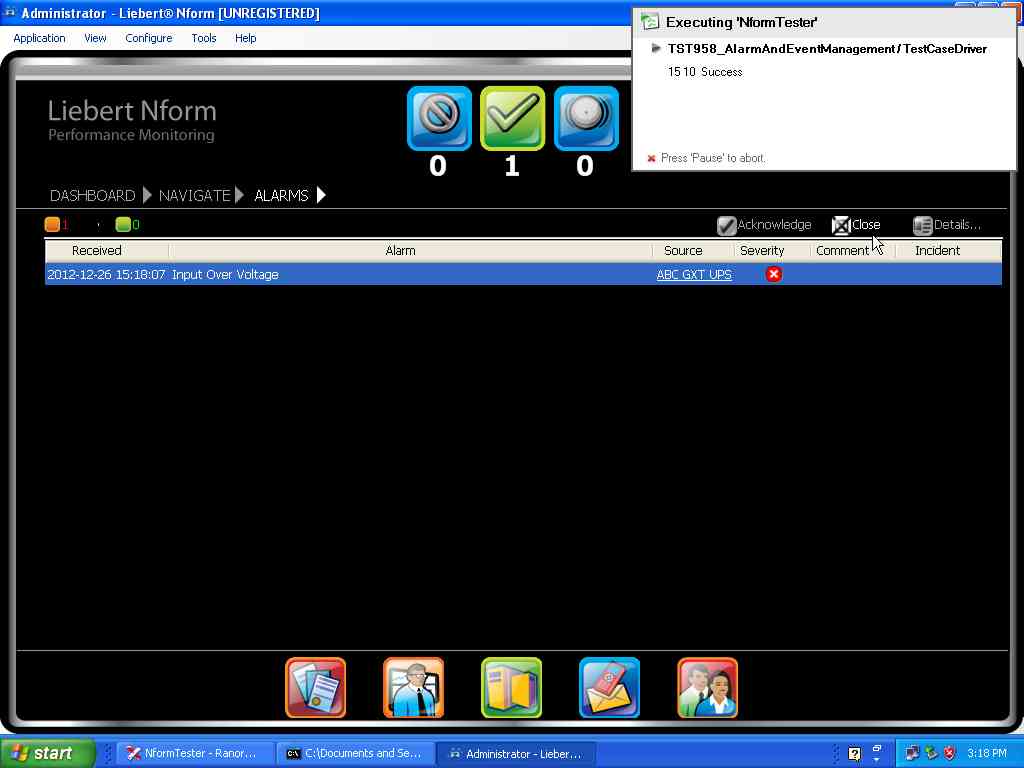 Administrator - Liebert® Nform [UNREGISTERED]
Application View Configure Tools Help
Executing 'NformTester'
TST958_AlarmAndEventManagement/TestCaseDriver
15 10 Success
Press 'Pause' to abort.
Liebert Nform
Performance Monitoring
0 1 0
DASHBOARD NAVIGATE ALARMS
1 0 Acknowledge Close Details...
Received Alarm Source Severity Comment Incident
2012-12-26 15:18:07 Input Over Voltage ABC GXT UPS
start NformTester - Ranor... C:\Documents and Se... Administrator - Lieber... 3:18 PM